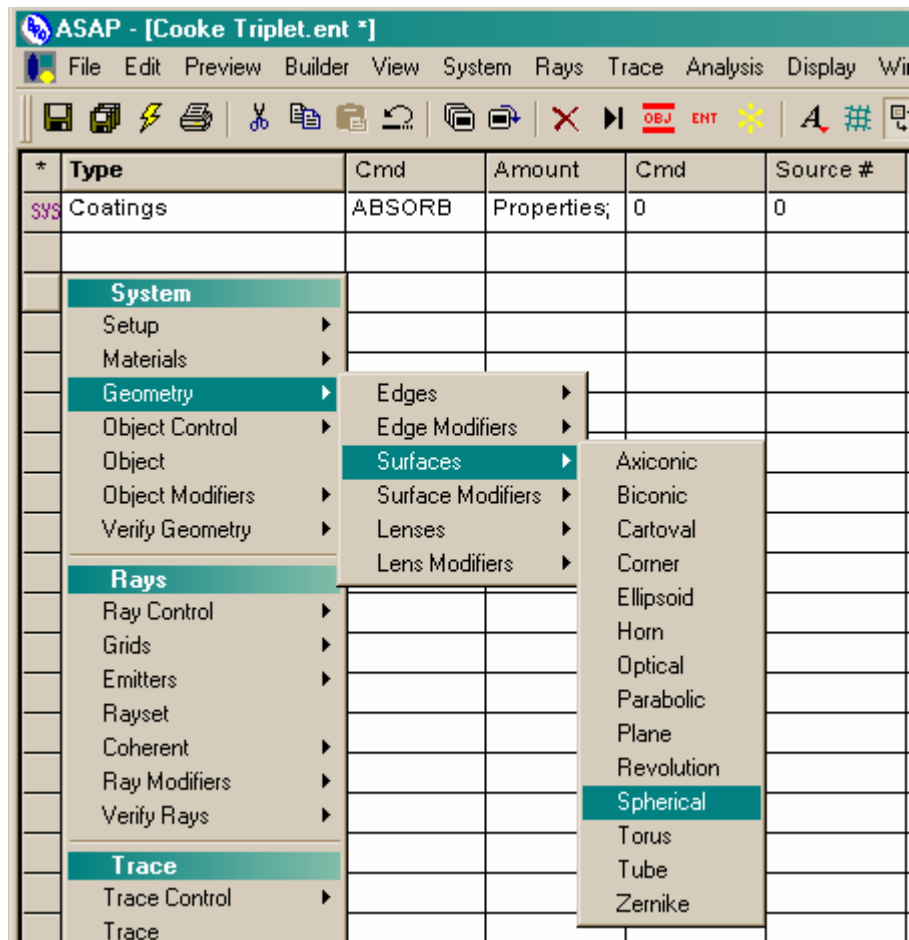 ASAP - [Cooke Triplet.ent *]
File Edit Preview Builder View System Rays Trace Analysis Display
OBJ ENT A
* Type Cmd Amount Cmd Source #
SYS Coatings ABSORB Properties; 0 0
System
Setup
Materials
Geometry
Object Control
Object
Object Modifiers
Verify Geometry
Rays
Ray Control
Grids
Emitters
Rayset
Coherent
Ray Modifiers
Verify Rays
Trace
Trace Control
Trace
Edges
Edge Modifiers
Surfaces
Surface Modifiers
Lenses
Lens Modifiers
Axiconic
Biconic
Cartoval
Corner
Ellipsoid
Horn
Optical
Parabolic
Plane
Revolution
Spherical
Torus
Tube
Zernike